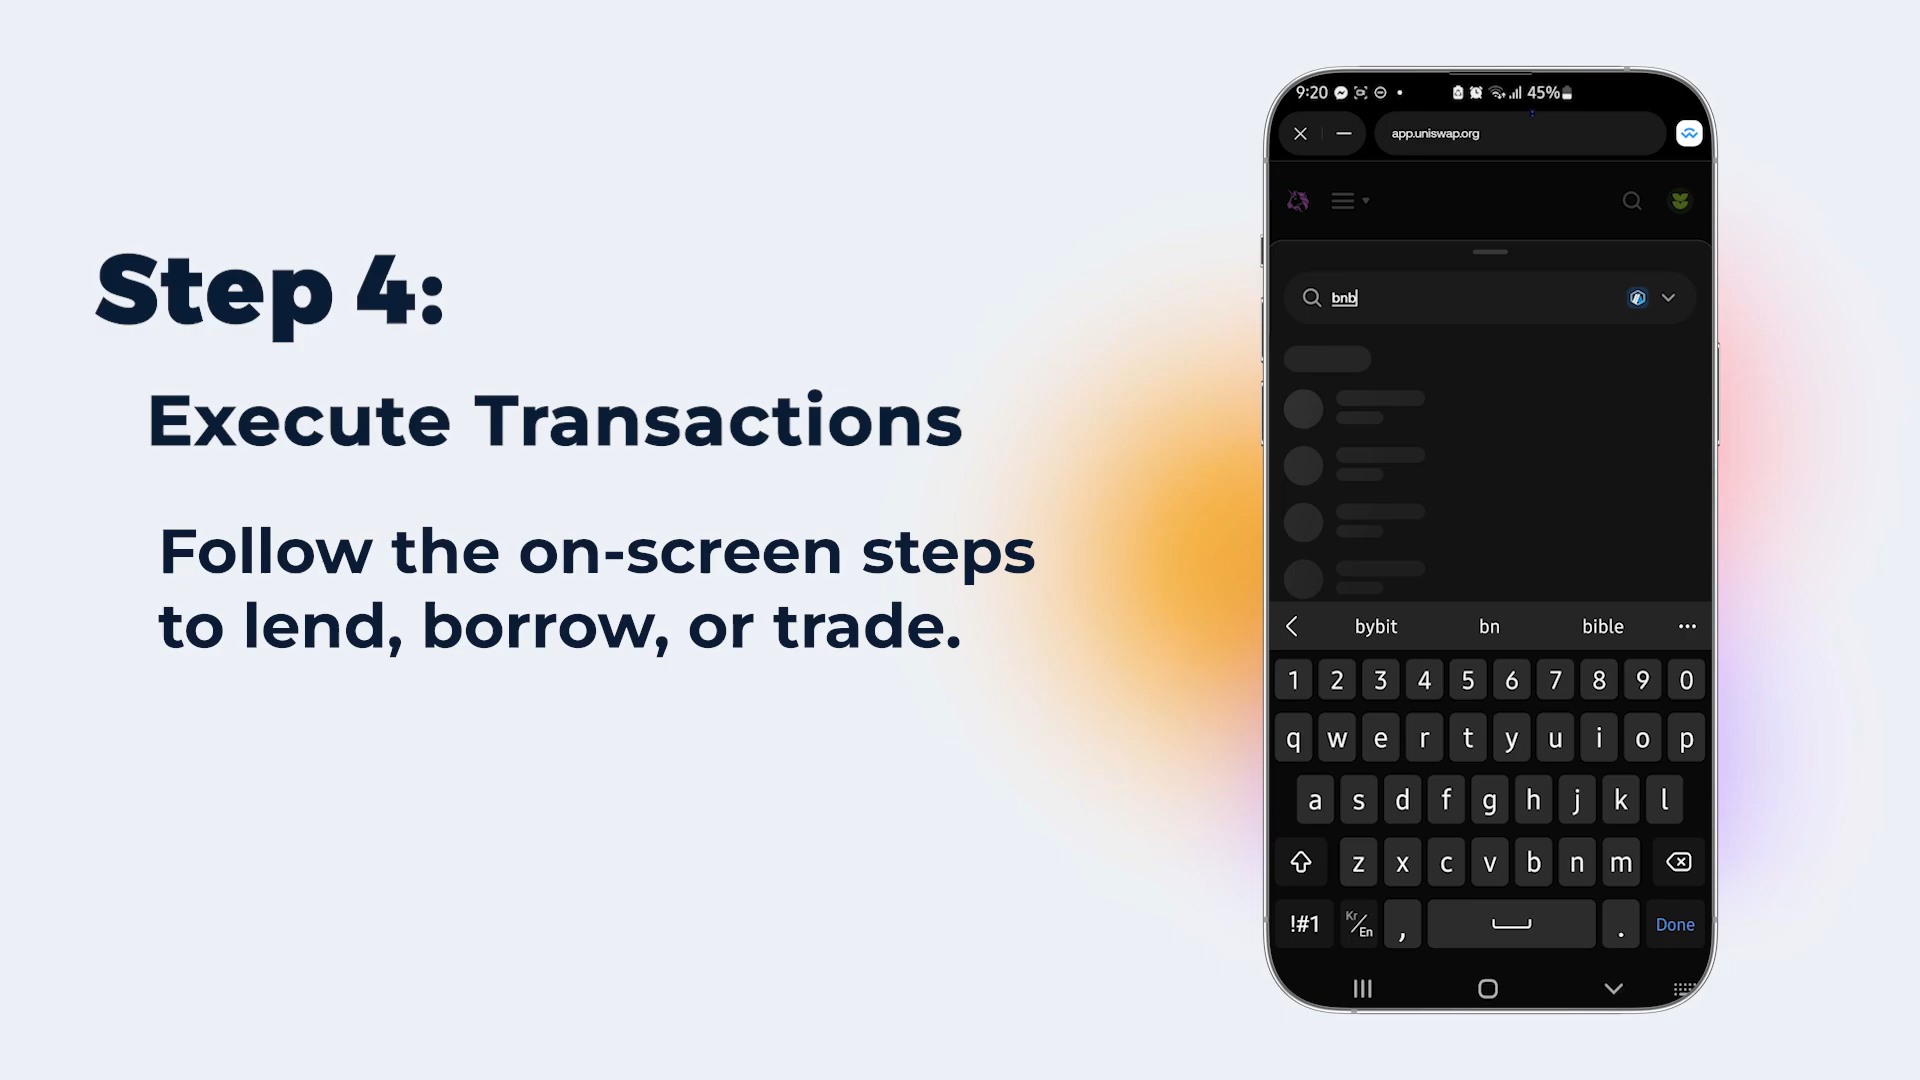 Step 4:
Execute Transactions
Follow the on-screen steps
to lend, borrow, or trade.
9:20 45%
app.uniswap.org
bnb
bybit bn bible
1 2 3 4 5 6 7 8 9 0
q w e r t y u i o p
a s d f g h j k l
z x c v b n m
!#1 Kr/En , . Done